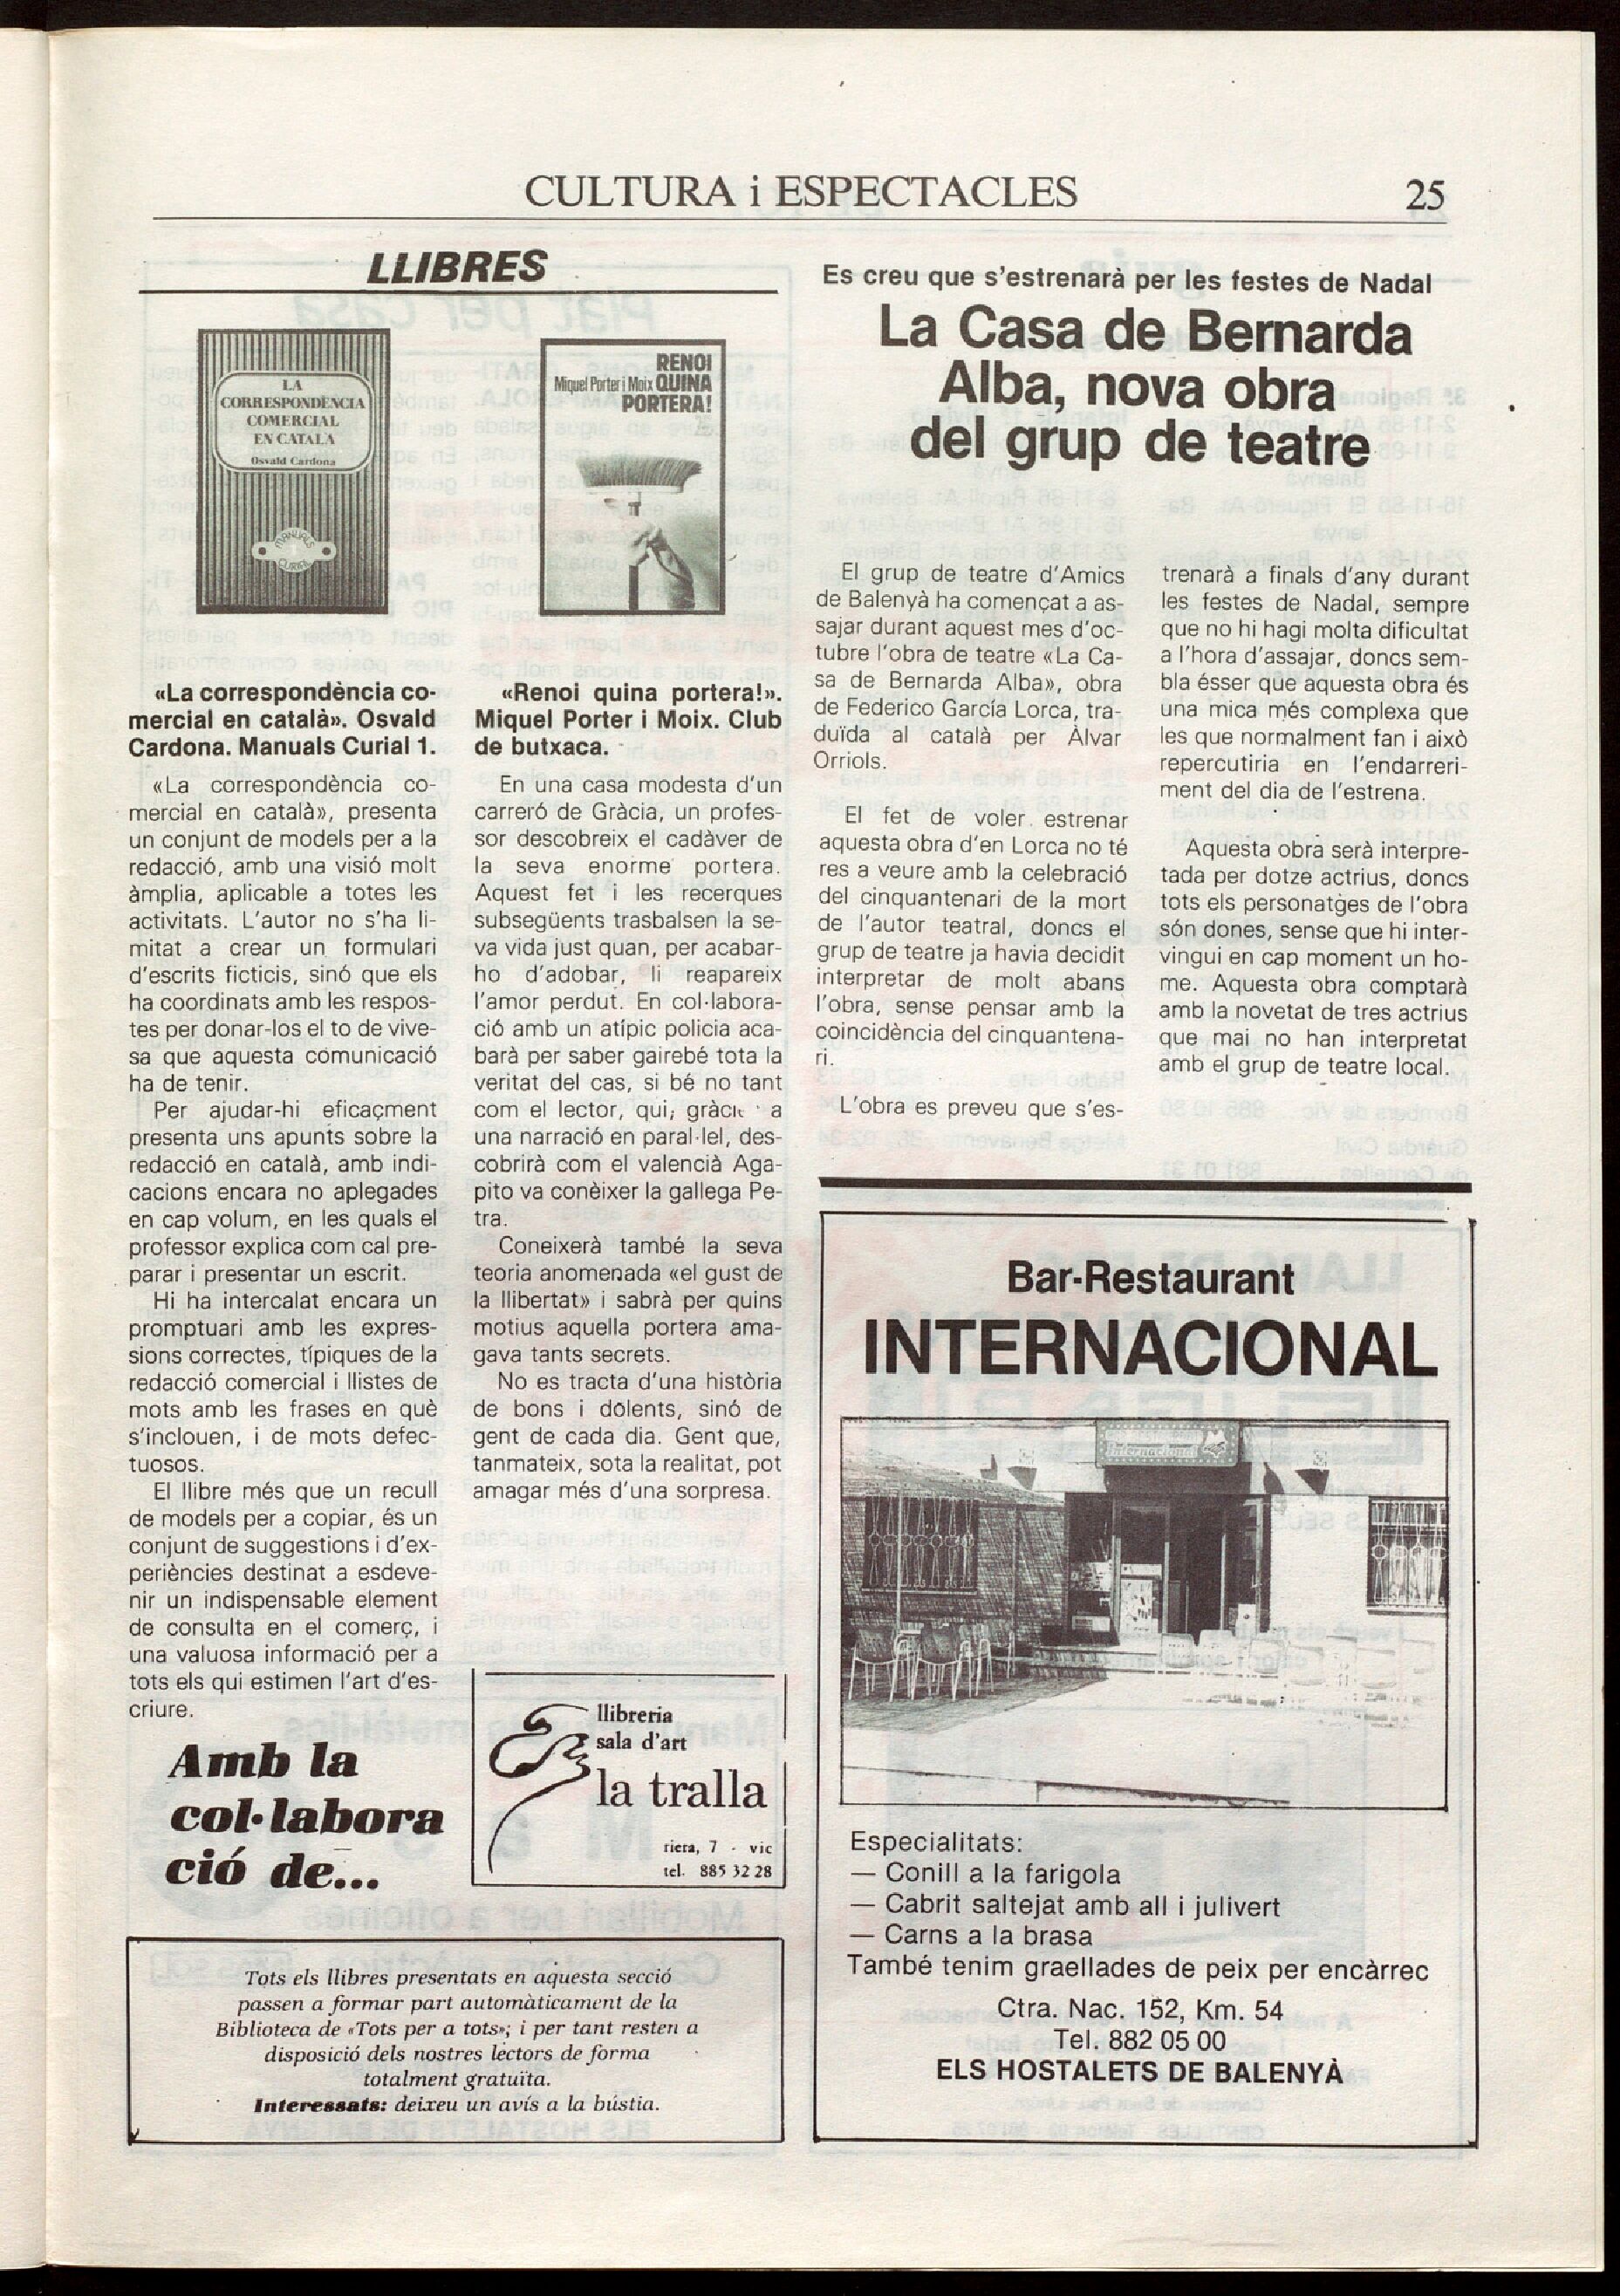 CULTURA i ESPECTACLES
25
LLIBRES
LA
CORRESPONDÈNCIA
COMERCIAL
EN CATALÀ
Osvald Cardona
MANUALS
1
CURIAL
RENOI
Miquel Porter i Moix QUINA
PORTERA!
«La correspondència co-
mercial en català». Osvald
Cardona. Manuals Curial 1.
«La correspondència co-
mercial en català», presenta
un conjunt de models per a la
redacció, amb una visió molt
àmplia, aplicable a totes les
activitats. L'autor no s'ha li-
mitat a crear un formulari
d'escrits ficticis, sinó que els
ha coordinats amb les respos-
tes per donar-los el to de vive-
sa que aquesta comunicació
ha de tenir.
Per ajudar-hi eficaçment
presenta uns apunts sobre la
redacció en català, amb indi-
cacions encara no aplegades
en cap volum, en les quals el
professor explica com cal pre-
parar i presentar un escrit.
Hi ha intercalat encara un
promptuari amb les expres-
sions correctes, típiques de la
redacció comercial i llistes de
mots amb les frases en què
s'inclouen, i de mots defec-
tuosos.
El llibre més que un recull
de models per a copiar, és un
conjunt de suggestions i d'ex-
periències destinat a esdeve-
nir un indispensable element
de consulta en el comerç, i
una valuosa informació per a
tots els qui estimen l'art d'es-
criure.
«Renoi quina portera!».
Miquel Porter i Moix. Club
de butxaca.
En una casa modesta d'un
carreró de Gràcia, un profes-
sor descobreix el cadàver de
la seva enorme portera.
Aquest fet i les recerques
subsegüents trasbalsen la se-
va vida just quan, per acabar-
ho d'adobar, li reapareix
l'amor perdut. En col·labora-
ció amb un atípic policia aca-
barà per saber gairebé tota la
veritat del cas, si bé no tant
com el lector, qui, a
una narració en paral·lel, des-
cobrirà com el valencià Aga-
pito va conèixer la gallega Pe-
tra.
Coneixerà també la seva
teoria anomenada «el gust de
la llibertat» i sabrà per quins
motius aquella portera ama-
gava tants secrets.
No es tracta d'una història
de bons i dolents, sinó de
gent de cada dia. Gent que,
tanmateix, sota la realitat, pot
amagar més d'una sorpresa.
Amb la
col·labora
ció de...
llibreria
sala d'art
la tralla
riera, 7 - vic
tel. 885 32 28
Tots els llibres presentats en aquesta secció
passen a formar part automàticament de la
Biblioteca de «Tots per a tots»; i per tant resten a
disposició dels nostres lectors de forma
totalment gratuïta.
Interessats: deixeu un avís a la bústia.
Es creu que s'estrenarà per les festes de Nadal
La Casa de Bernarda
Alba, nova obra
del grup de teatre
El grup de teatre d'Amics
de Balenyà ha començat a as-
sajar durant aquest mes d'oc-
tubre l'obra de teatre «La Ca-
sa de Bernarda Alba», obra
de Federico García Lorca, tra-
duïda al català per Àlvar
Orriols.
El fet de voler estrenar
aquesta obra d'en Lorca no té
res a veure amb la celebració
del cinquantenari de la mort
de l'autor teatral, doncs el
grup de teatre ja havia decidit
interpretar de molt abans
l'obra, sense pensar amb la
coincidència del cinquantena-
ri.
L'obra es preveu que s'es-
trenarà a finals d'any durant
les festes de Nadal, sempre
que no hi hagi molta dificultat
a l'hora d'assajar, doncs sem-
bla ésser que aquesta obra és
una mica més complexa que
les que normalment fan i això
repercutiria en l'endarreri-
ment del dia de l'estrena.
Aquesta obra serà interpre-
tada per dotze actrius, doncs
tots els personatges de l'obra
són dones, sense que hi inter-
vingui en cap moment un ho-
me. Aquesta obra comptarà
amb la novetat de tres actrius
que mai no han interpretat
amb el grup de teatre local.
Bar-Restaurant
INTERNACIONAL
Internacional
Especialitats:
— Conill a la farigola
— Cabrit saltejat amb all i julivert
— Carns a la brasa
També tenim graellades de peix per encàrrec
Ctra. Nac. 152, Km. 54
Tel. 882 05 00
ELS HOSTALETS DE BALENYÀ